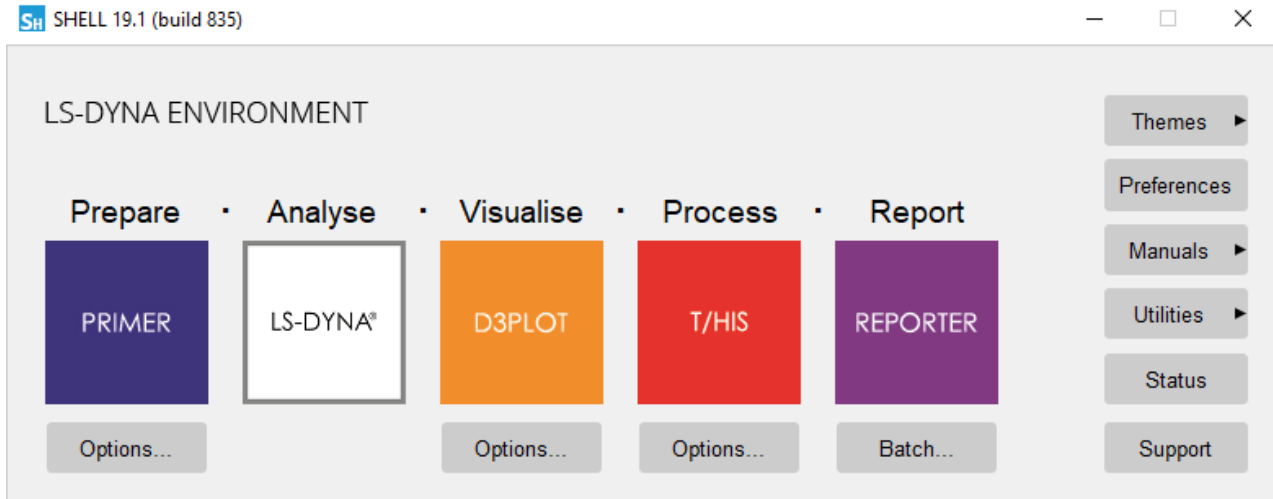 SH SHELL 19.1 (build 835)
LS-DYNA ENVIRONMENT
Prepare · Analyse · Visualise · Process · Report
PRIMER LS-DYNA® D3PLOT T/HIS REPORTER
Options... Options... Options... Batch...
Themes
Preferences
Manuals
Utilities
Status
Support